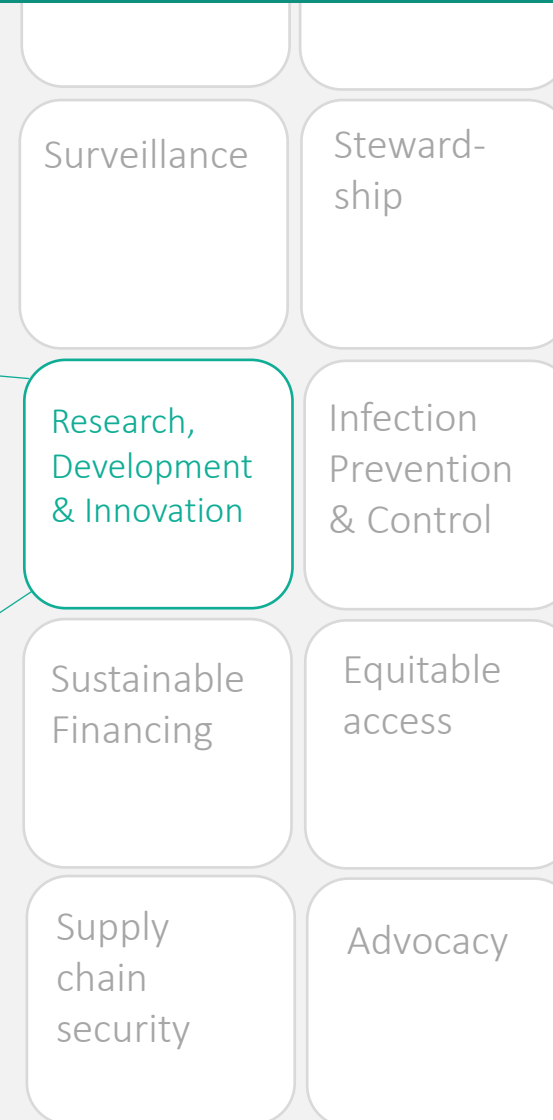 Surveillance
Steward-
ship
Research,
Development
& Innovation
Infection
Prevention
& Control
Sustainable
Financing
Equitable
access
Supply
chain
security
Advocacy